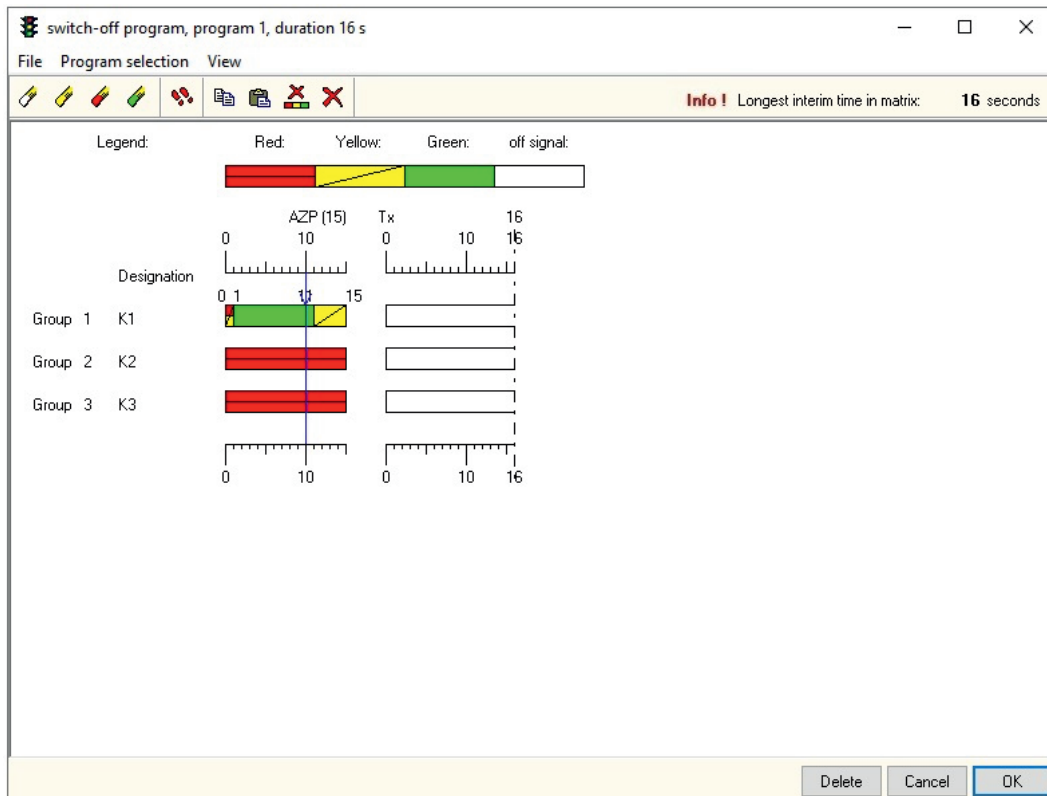 switch-off program, program 1, duration 16 s
File Program selection View
Info ! Longest interim time in matrix: 16 seconds
Legend: Red: Yellow: Green: off signal:
AZP (15) Tx 16
0 10 0 10 16
Designation
0 1 11 15
Group 1 K1
Group 2 K2
Group 3 K3
0 10 0 10 16
Delete Cancel OK